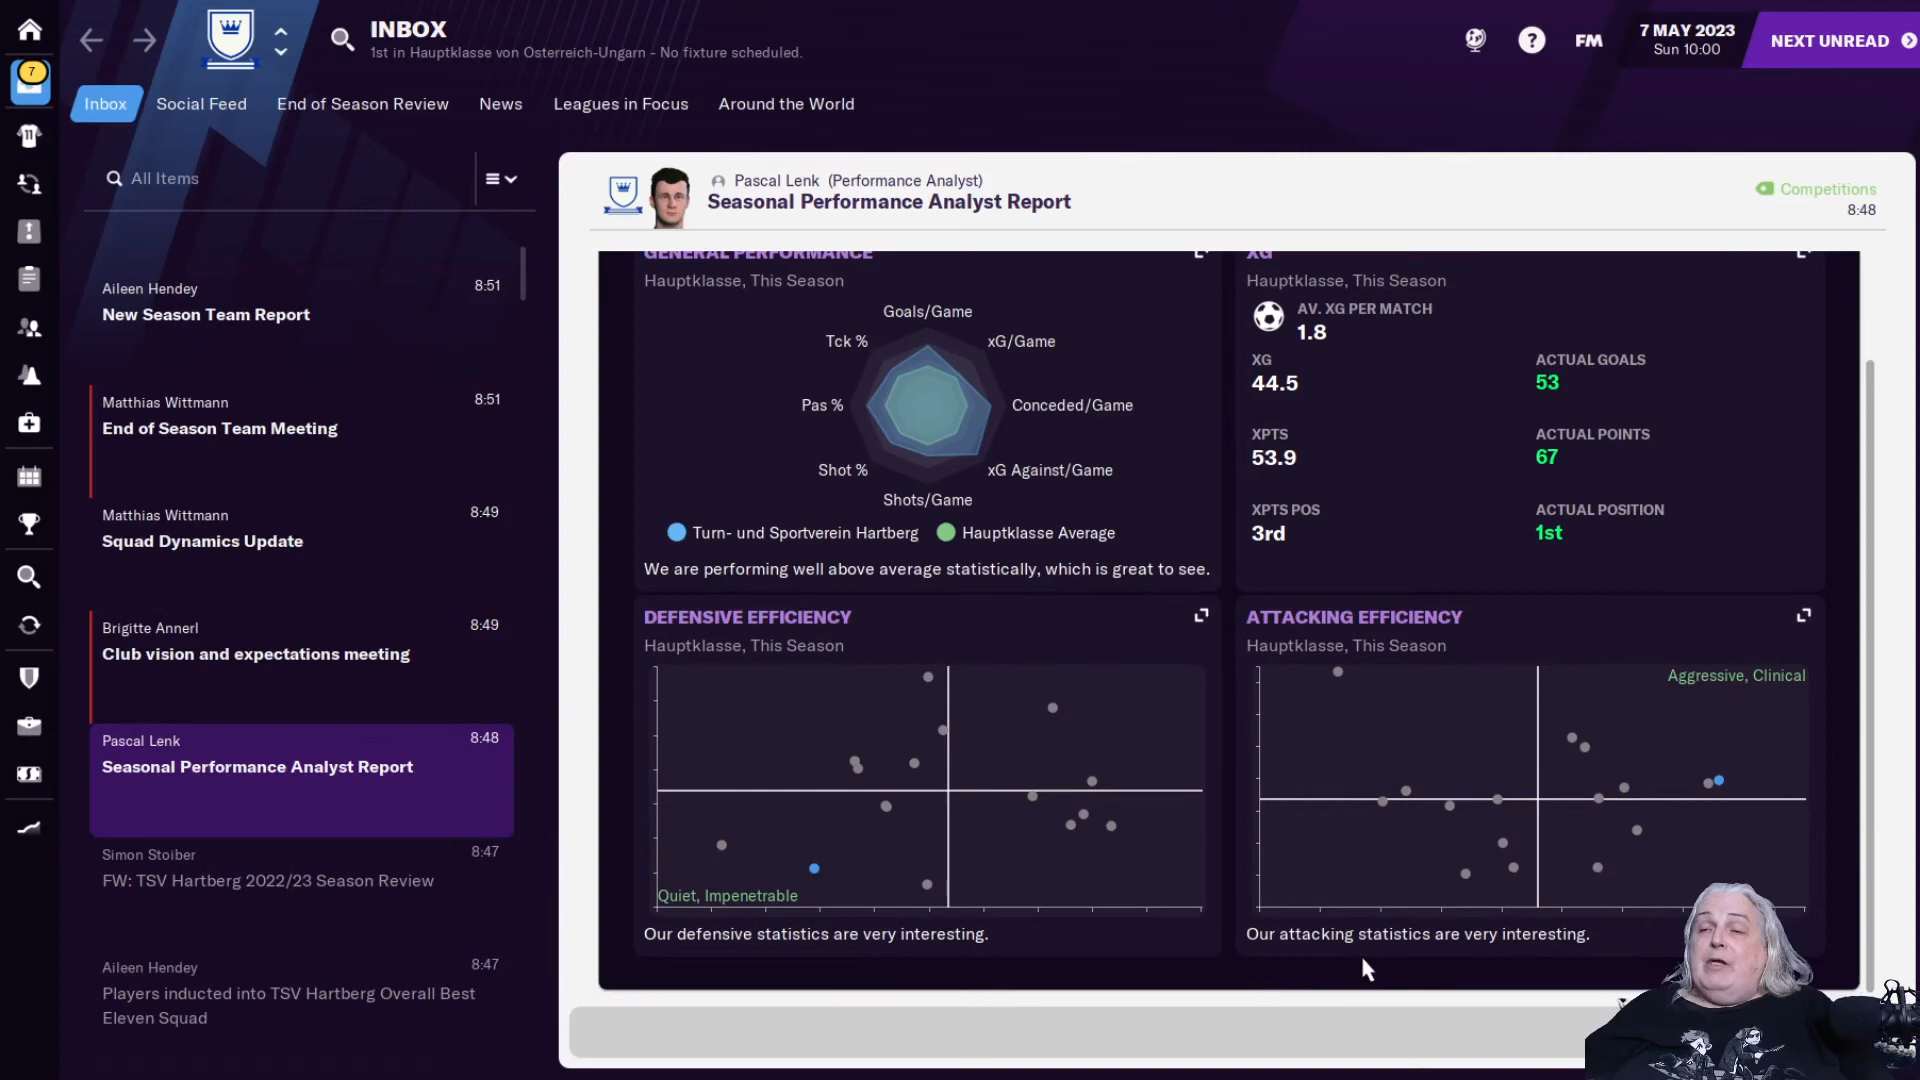 7
INBOX
1st in Hauptklasse von Osterreich-Ungarn - No fixture scheduled.
FM
7 MAY 2023
Sun 10:00
NEXT UNREAD
Inbox
Social Feed
End of Season Review
News
Leagues in Focus
Around the World
All Items
Aileen Hendey
8:51
New Season Team Report
Matthias Wittmann
8:51
End of Season Team Meeting
Matthias Wittmann
8:49
Squad Dynamics Update
Brigitte Annerl
8:49
Club vision and expectations meeting
Pascal Lenk
8:48
Seasonal Performance Analyst Report
Simon Stoiber
8:47
FW: TSV Hartberg 2022/23 Season Review
Aileen Hendey
8:47
Players inducted into TSV Hartberg Overall Best
Eleven Squad
Pascal Lenk (Performance Analyst)
Seasonal Performance Analyst Report
Competitions
8:48
GENERAL PERFORMANCE
Hauptklasse, This Season
Goals/Game
Tck %
xG/Game
Pas %
Conceded/Game
Shot %
xG Against/Game
Shots/Game
Turn- und Sportverein Hartberg
Hauptklasse Average
We are performing well above average statistically, which is great to see.
XG
Hauptklasse, This Season
AV. XG PER MATCH
1.8
XG
ACTUAL GOALS
44.5
53
XPTS
ACTUAL POINTS
53.9
67
XPTS POS
ACTUAL POSITION
3rd
1st
DEFENSIVE EFFICIENCY
Hauptklasse, This Season
Quiet, Impenetrable
Our defensive statistics are very interesting.
ATTACKING EFFICIENCY
Hauptklasse, This Season
Aggressive, Clinical
Our attacking statistics are very interesting.